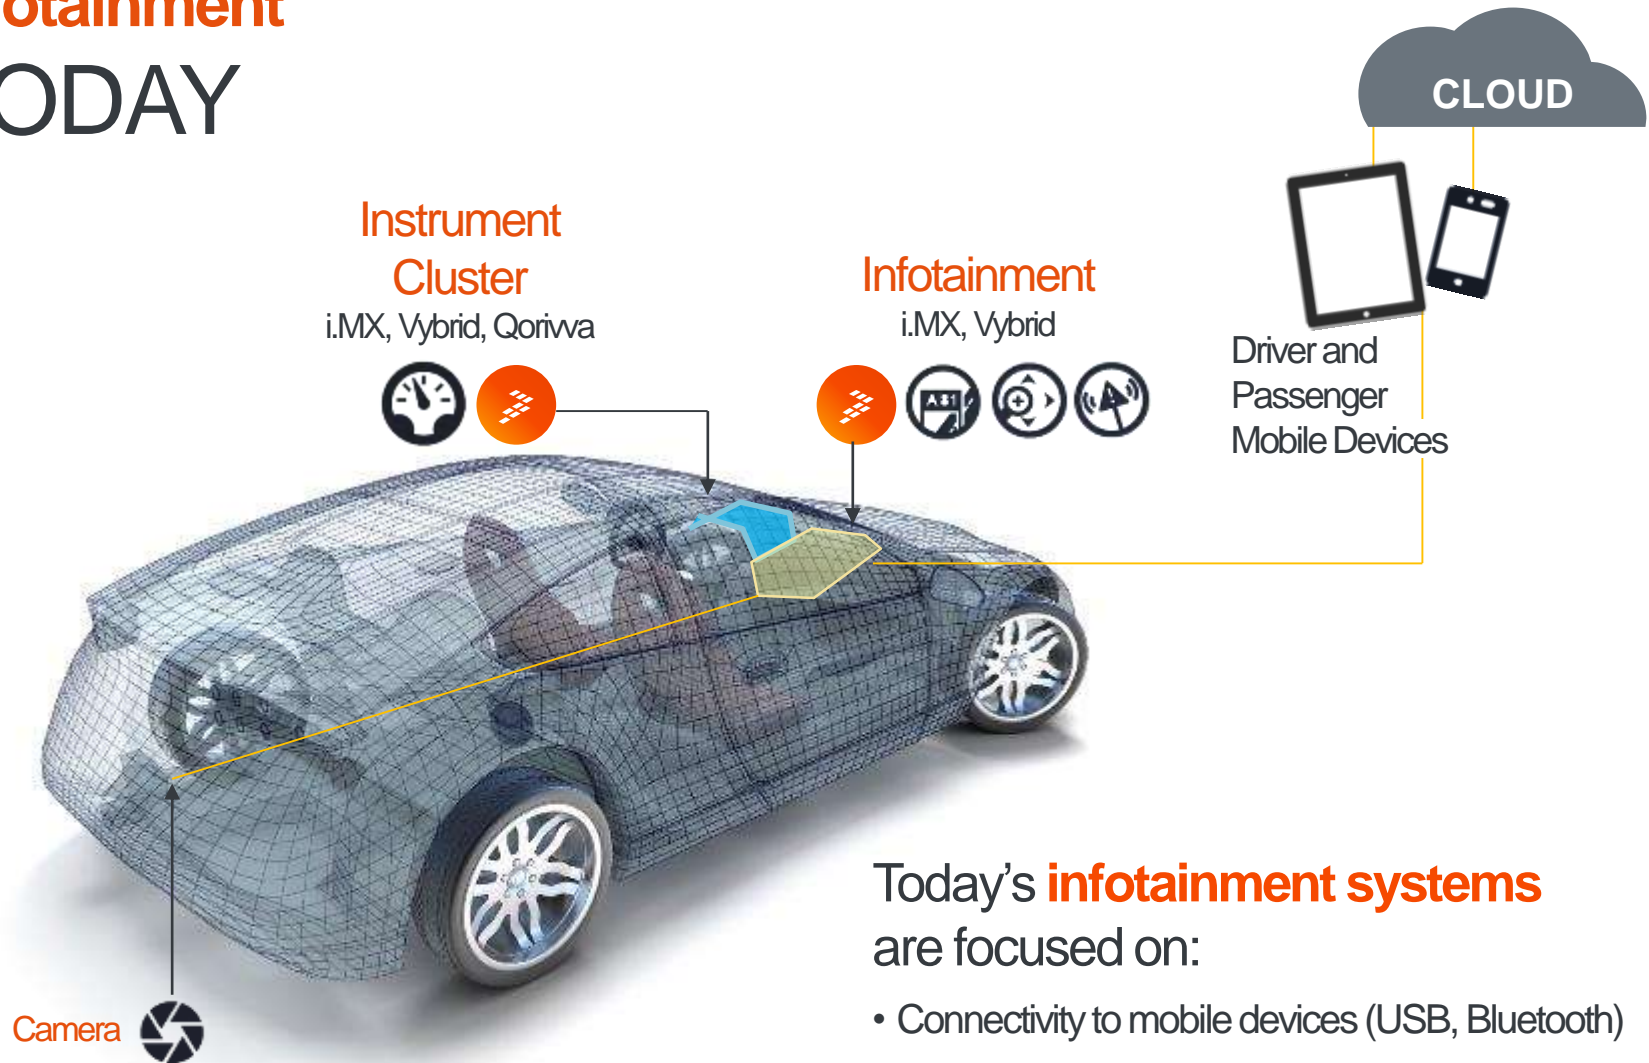 otainment
ODAY
CLOUD
Instrument
Cluster
i.MX, Vybrid, Qorivva
Infotainment
i.MX, Vybrid
Driver and
Passenger
Mobile Devices
Today’s infotainment systems
are focused on:
• Connectivity to mobile devices (USB, Bluetooth)
Camera